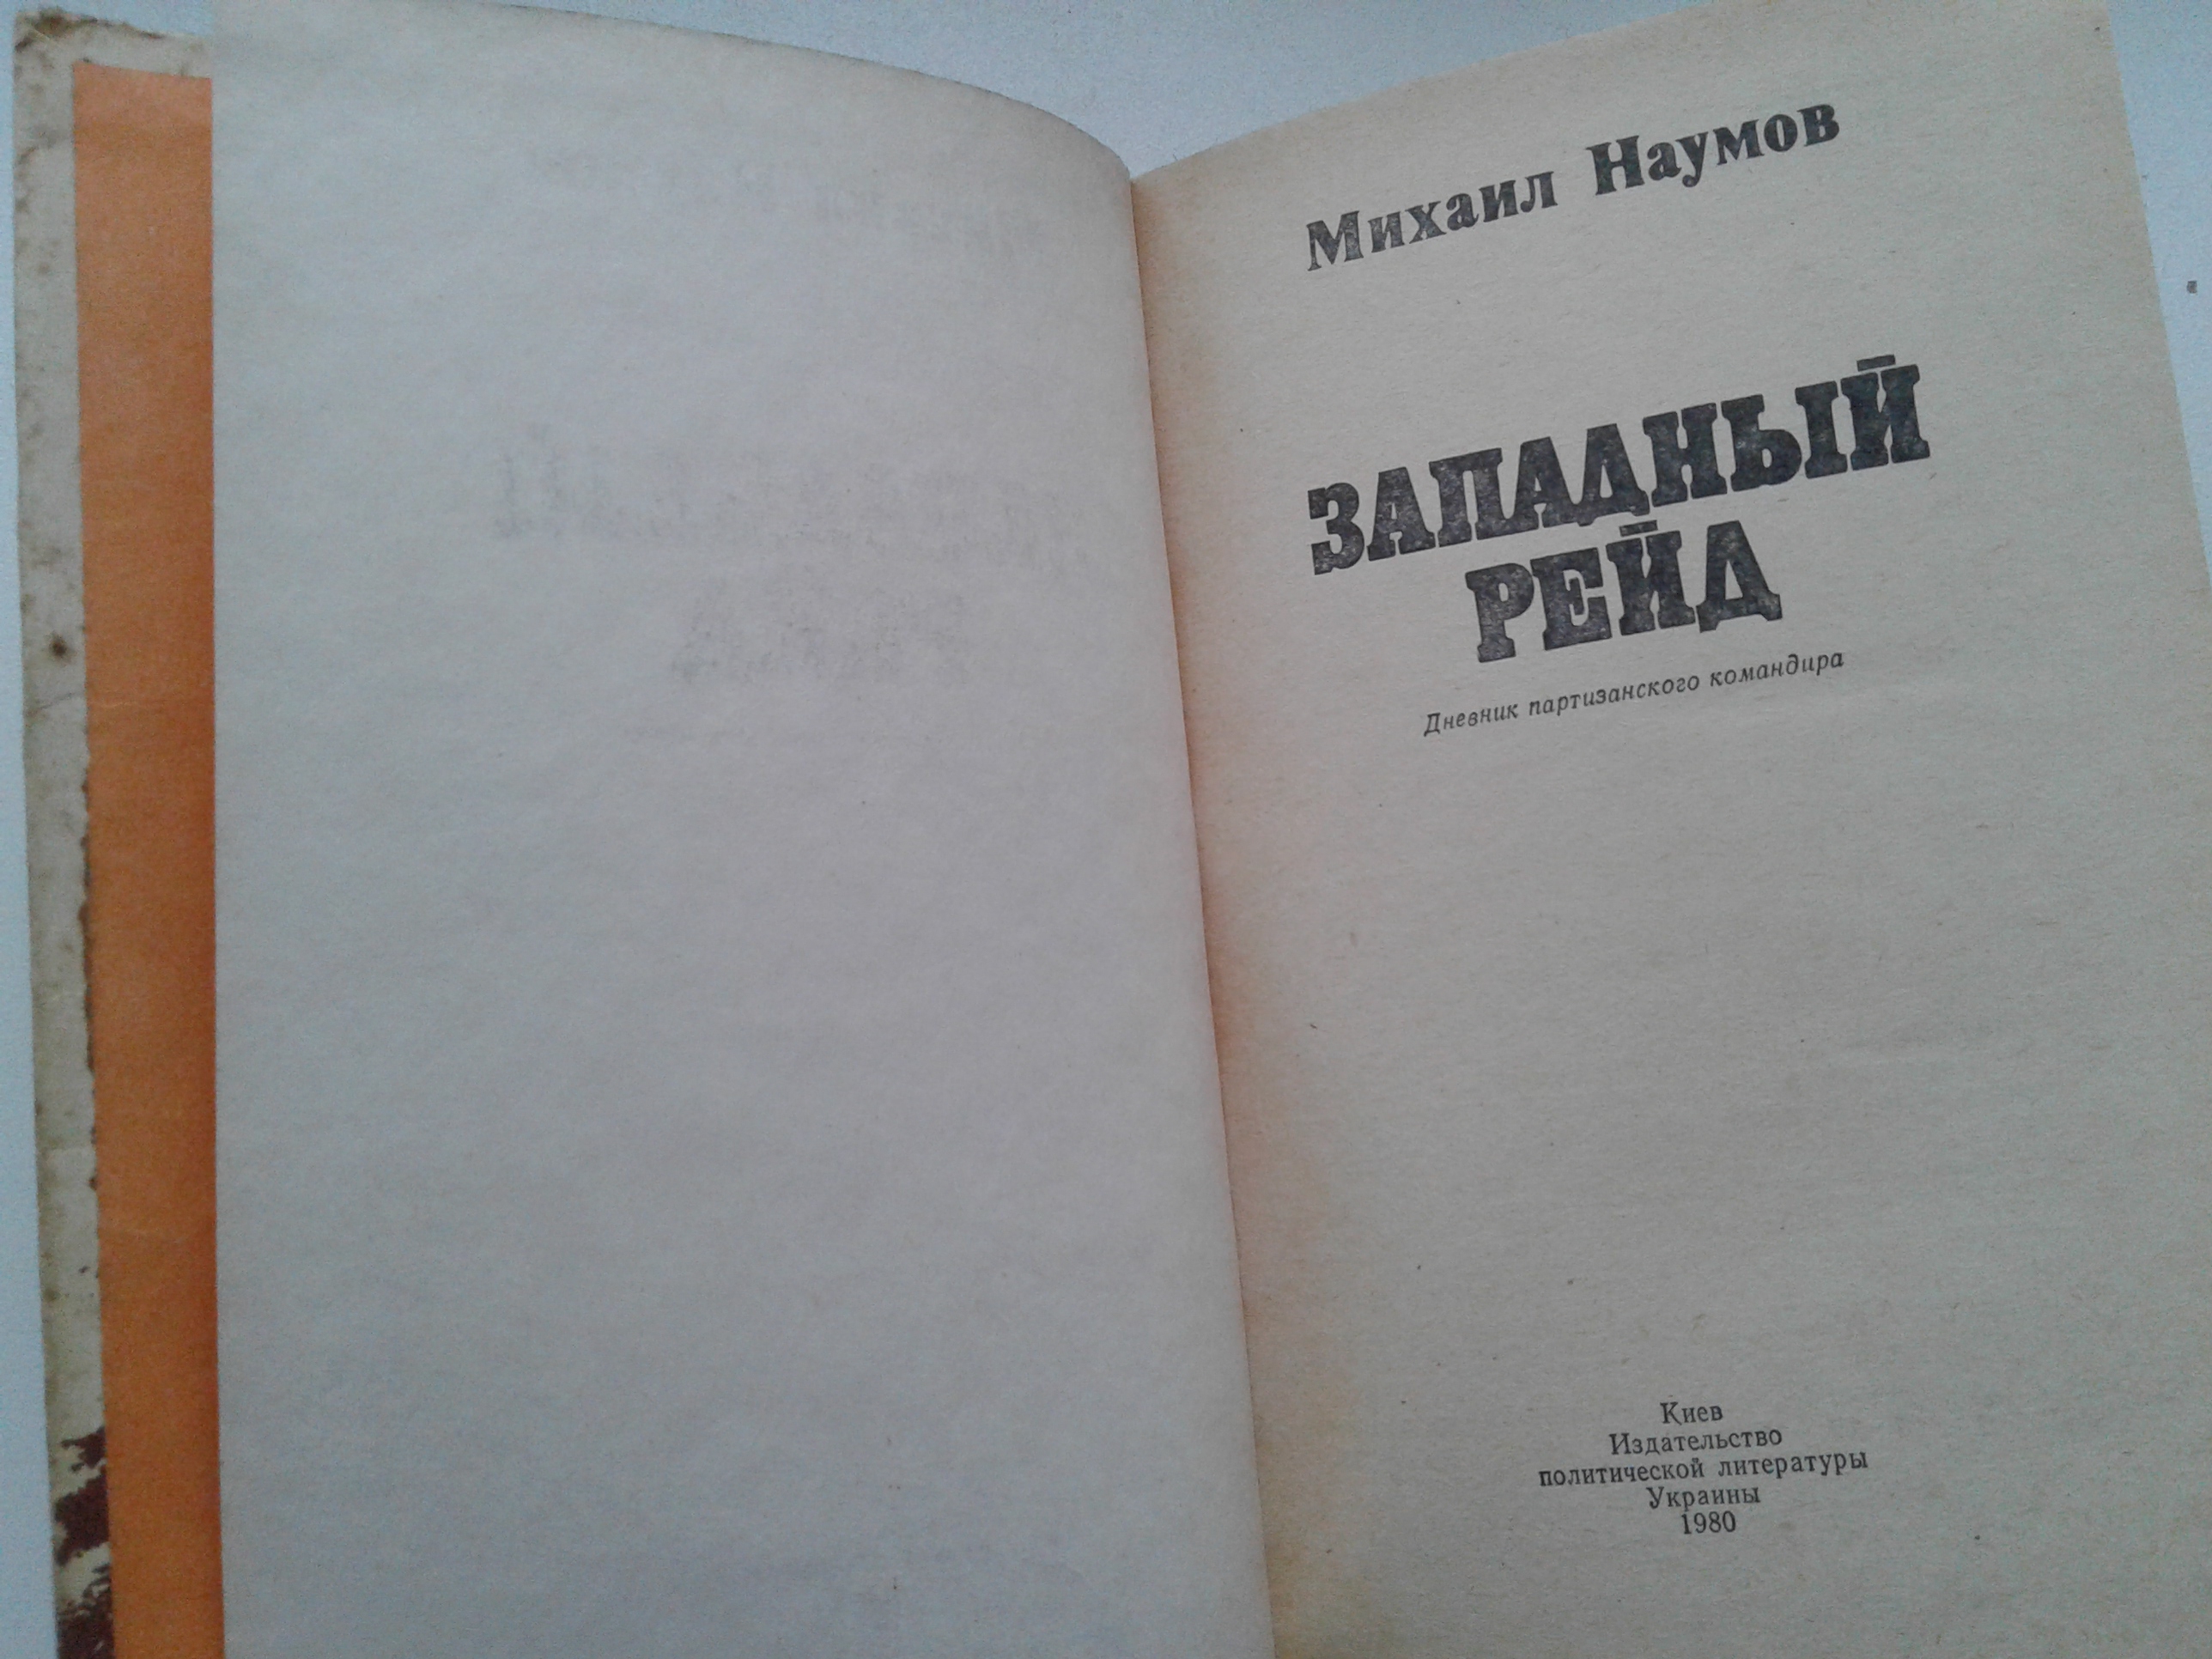 Михаил Наумов
ЗАПАДНЫЙ
РЕЙД
Дневник партизанского командира
Киев
Издательство
политической литературы
Украины
1980